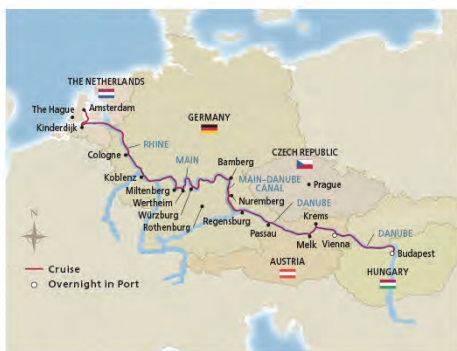 THE NETHERLANDS
The Hague
Amsterdam
Kinderdijk
GERMANY
RHINE
Cologne
CZECH REPUBLIC
MAIN
Bamberg
Koblenz
MAIN-DANUBE
CANAL
Prague
Miltenberg
Wertheim
Würzburg
Rothenburg
Nuremberg
DANUBE
Krems
Regensburg
Passau
Melk
Vienna
DANUBE
Budapest
N
Cruise
Overnight in Port
AUSTRIA
HUNGARY